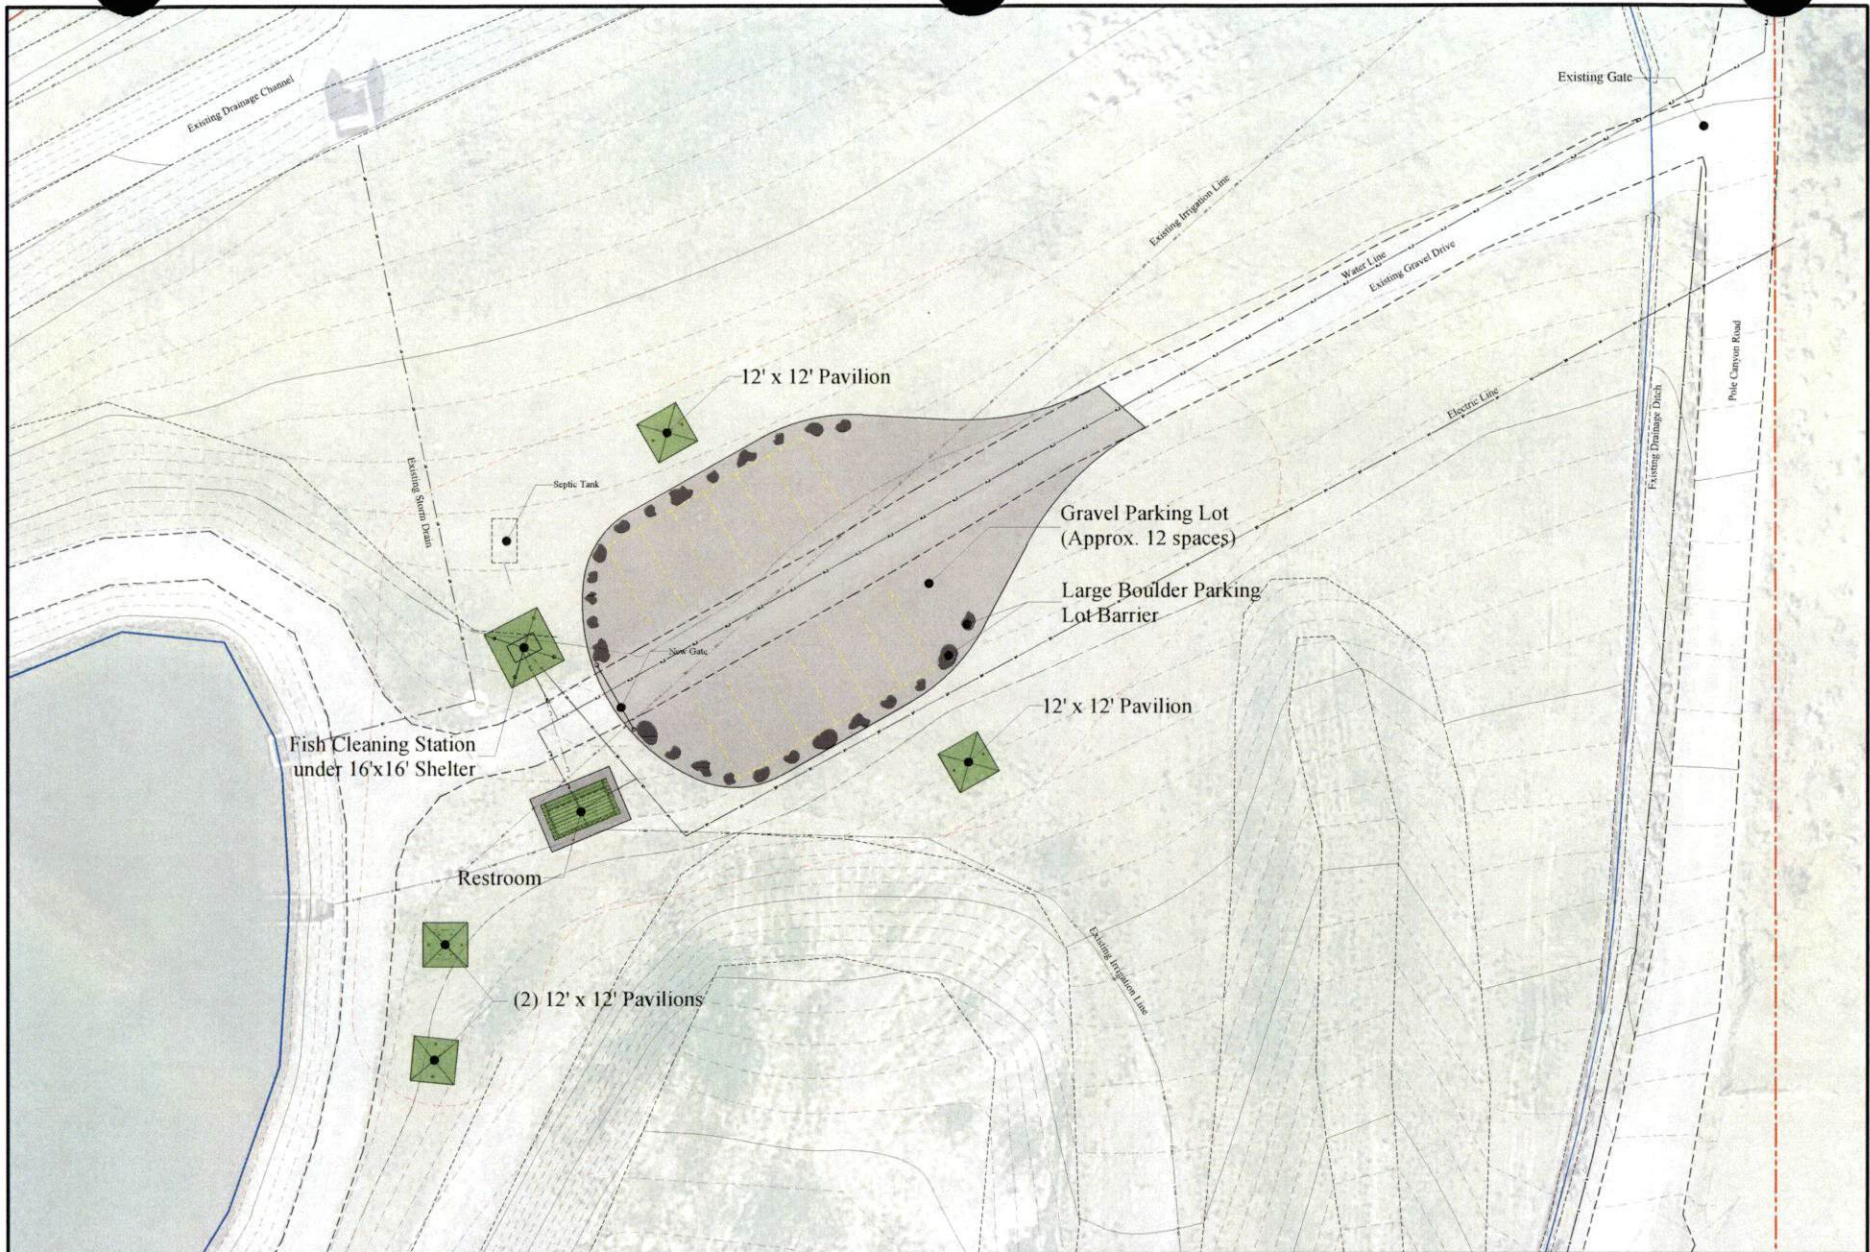 Existing Drainage Channel
Existing Gate
Existing Irrigation Line
Water Line
Existing Gravel Drive
Pole Canyon Road
12' x 12' Pavilion
Electric Line
Existing Drainage Ditch
Existing Storm Drain
Septic Tank
Gravel Parking Lot
(Approx. 12 spaces)
Large Boulder Parking
Lot Barrier
New Gate
12' x 12' Pavilion
Fish Cleaning Station
under 16'x16' Shelter
Restroom
Existing Irrigation Line
(2) 12' x 12' Pavilions